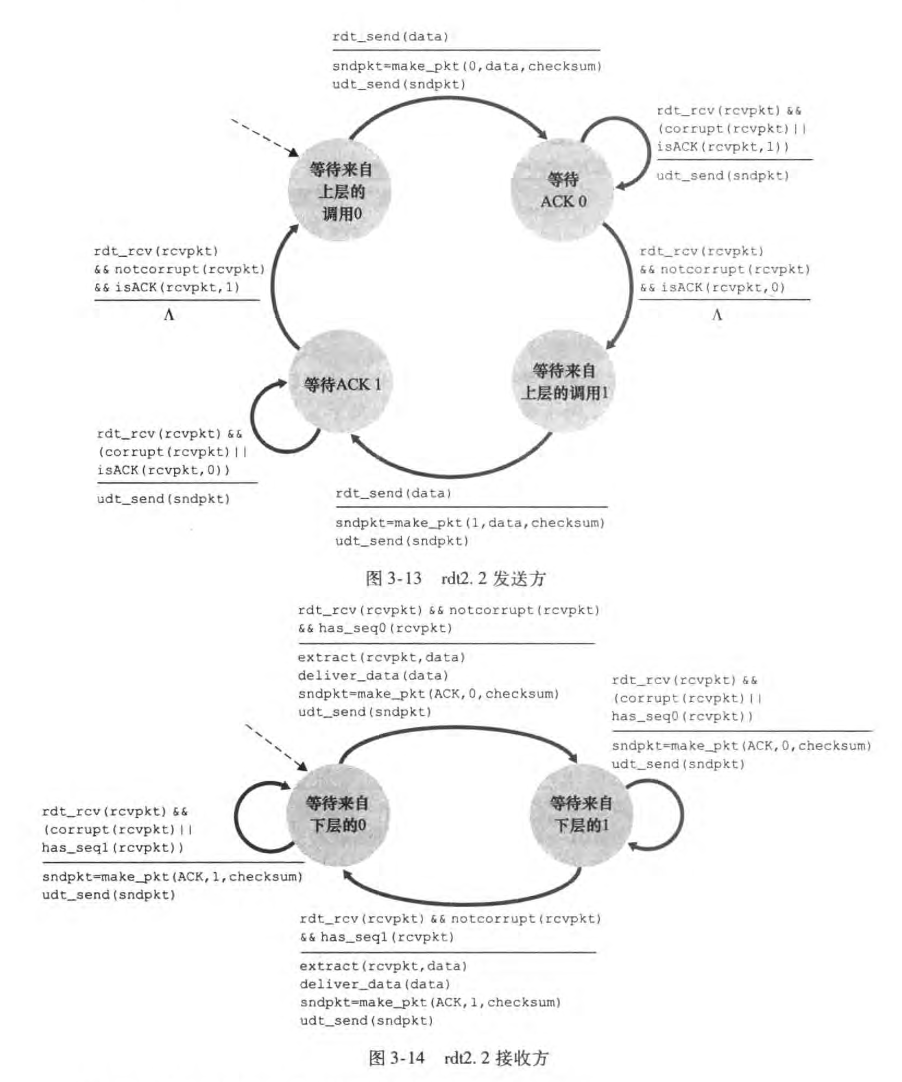 rdt_send(data)
sndpkt=make_pkt(0,data,checksum)
udt_send(sndpkt)
rdt_rcv(rcvpkt) &&
(corrupt(rcvpkt)||
isACK(rcvpkt,1))
udt_send(sndpkt)
等待来自
上层的
调用0
等待
ACK 0
rdt_rcv(rcvpkt)
&& notcorrupt(rcvpkt)
&& isACK(rcvpkt,1)
Λ
rdt_rcv(rcvpkt)
&& notcorrupt(rcvpkt)
&& isACK(rcvpkt,0)
Λ
等待ACK 1
等待来自
上层的调用1
rdt_rcv(rcvpkt) &&
(corrupt(rcvpkt)||
isACK(rcvpkt,0))
udt_send(sndpkt)
rdt_send(data)
sndpkt=make_pkt(1,data,checksum)
udt_send(sndpkt)
图 3-13 rdt2. 2 发送方
rdt_rcv(rcvpkt) && notcorrupt(rcvpkt)
&& has_seq0(rcvpkt)
extract(rcvpkt,data)
deliver_data(data)
sndpkt=make_pkt(ACK,0,checksum)
udt_send(sndpkt)
rdt_rcv(rcvpkt) &&
(corrupt(rcvpkt)||
has_seq0(rcvpkt))
sndpkt=make_pkt(ACK,0,checksum)
udt_send(sndpkt)
等待来自
下层的0
等待来自
下层的1
rdt_rcv(rcvpkt) &&
(corrupt(rcvpkt)||
has_seq1(rcvpkt))
sndpkt=make_pkt(ACK,1,checksum)
udt_send(sndpkt)
rdt_rcv(rcvpkt) && notcorrupt(rcvpkt)
&& has_seq1(rcvpkt)
extract(rcvpkt,data)
deliver_data(data)
sndpkt=make_pkt(ACK,1,checksum)
udt_send(sndpkt)
图 3-14 rdt2. 2 接收方